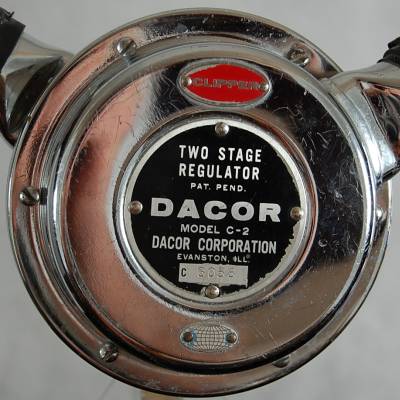 CLIPPER
TWO STAGE
REGULATOR
PAT. PEND.
DACOR
MODEL C-2
DACOR CORPORATION
EVANSTON, ILL.
C